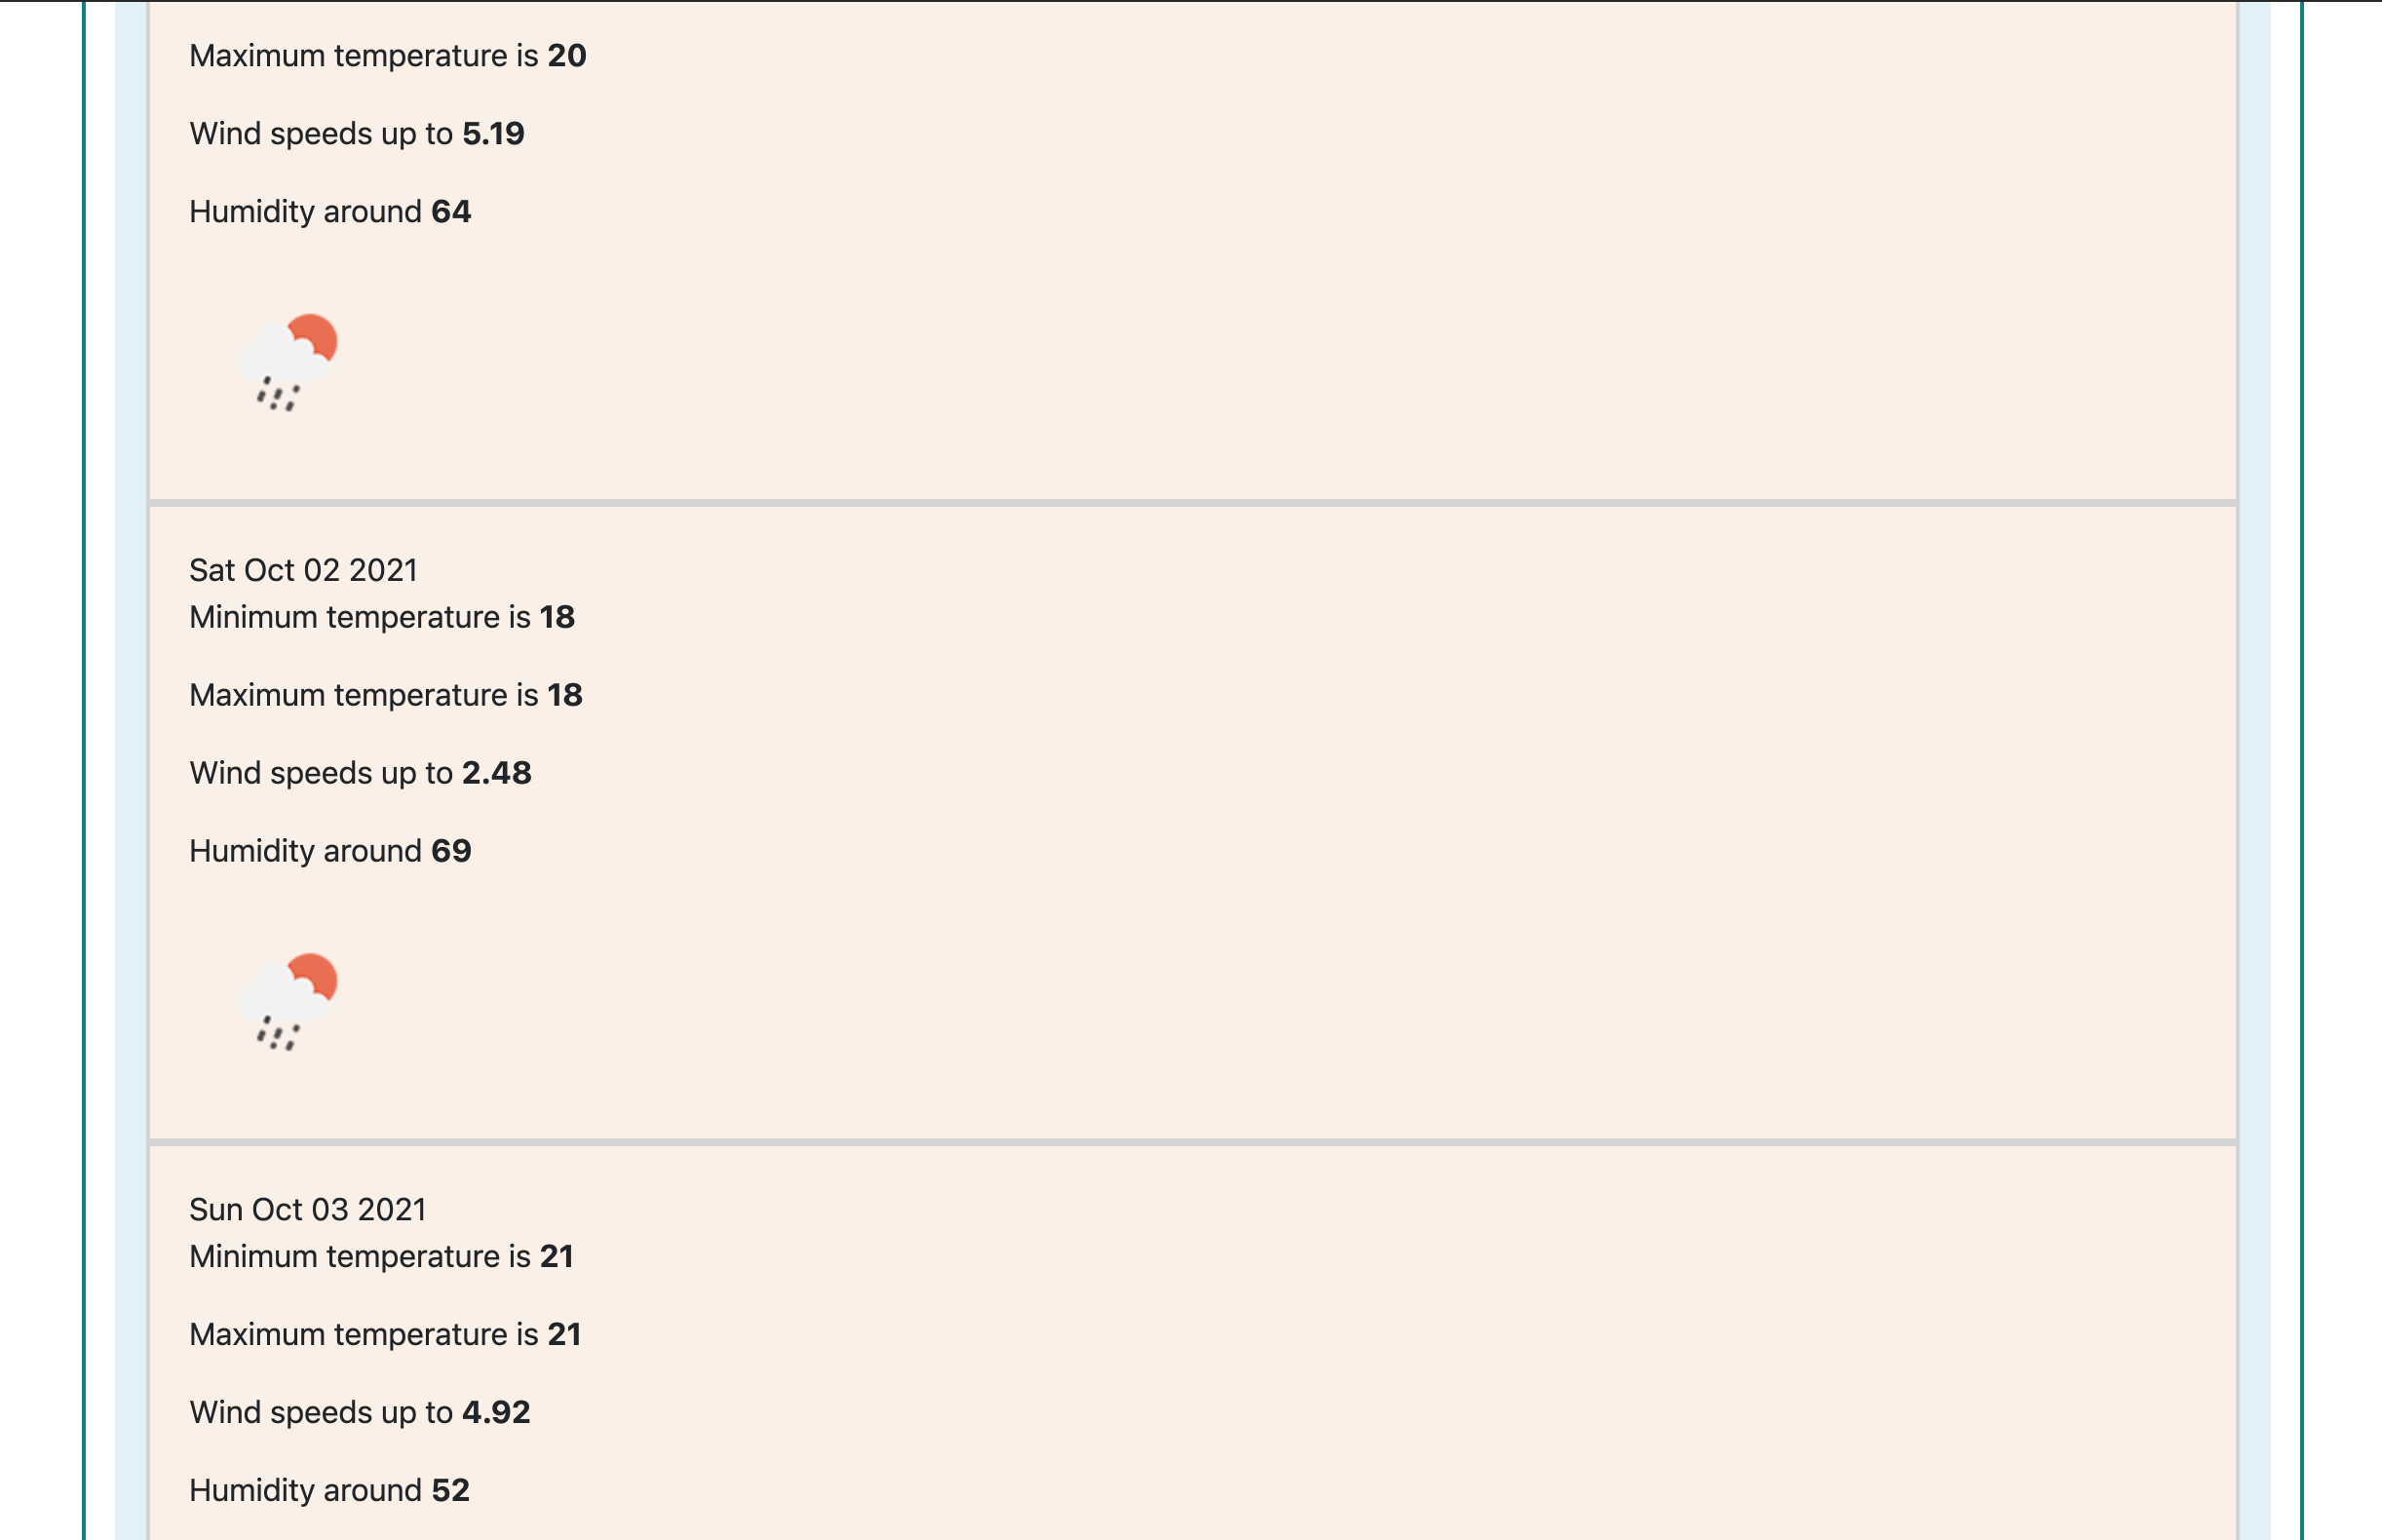 Maximum temperature is 20
Wind speeds up to 5.19
Humidity around 64
Sat Oct 02 2021
Minimum temperature is 18
Maximum temperature is 18
Wind speeds up to 2.48
Humidity around 69
Sun Oct 03 2021
Minimum temperature is 21
Maximum temperature is 21
Wind speeds up to 4.92
Humidity around 52